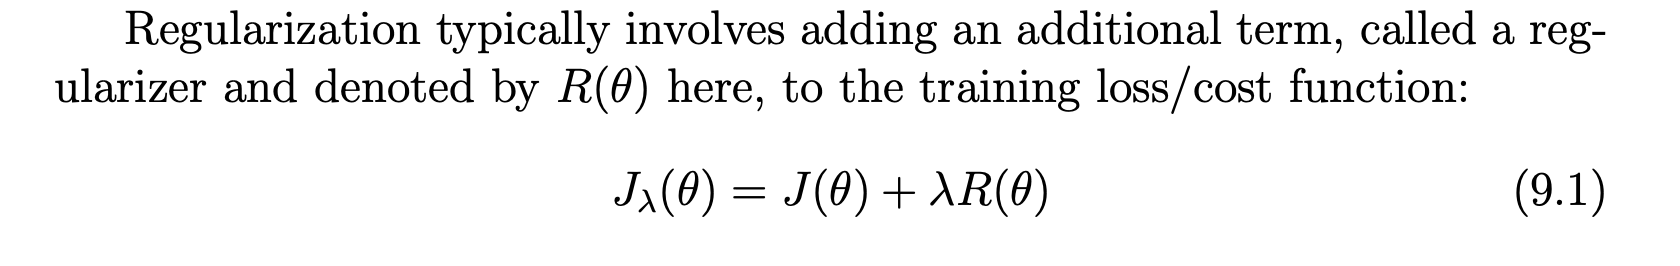 Regularization typically involves adding an additional term, called a reg-
ularizer and denoted by R(θ) here, to the training loss/cost function:
J_λ(θ) = J(θ) + λR(θ) (9.1)